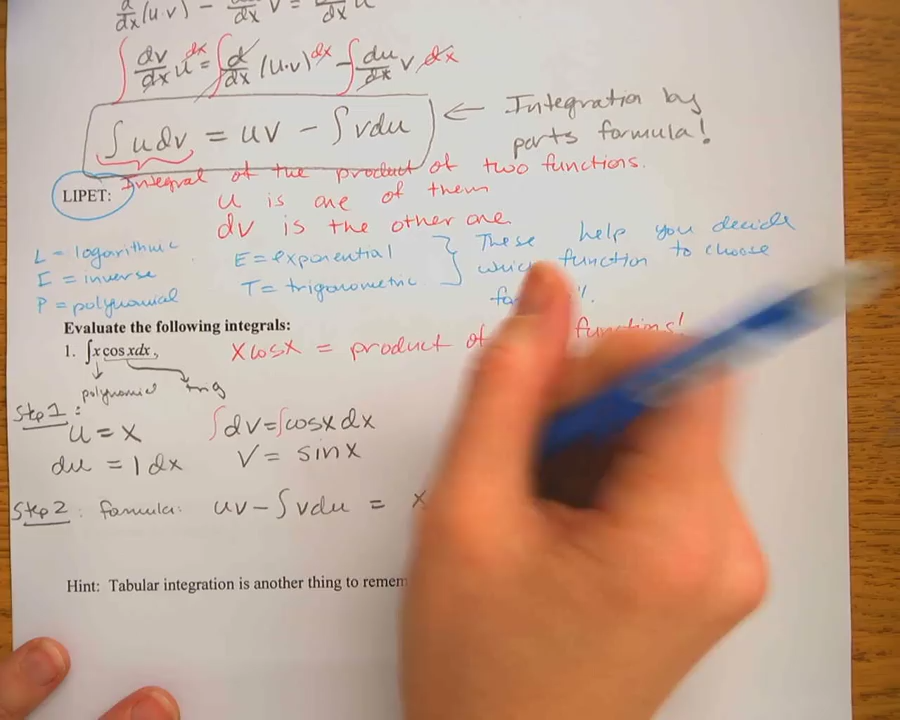 d/dx (u·v) - dx v = dx u
∫ dv/dx u dx = ∫ d/dx (u·v) dx - ∫ du/dx v dx
∫ u dv = uv - ∫ v du ← Integration by
parts formula!
Integral of the product of two functions.
LIPET:
u is one of them
dv is the other one.
L = logarithmic
I = inverse
P = polynomial
E = exponential
T = trigonometric
These help you decide
which function to choose
Evaluate the following integrals:
1. ∫ x cos x dx,
x cos x = product of functions!
polynomial trig
Step 1:
u = x ∫ dv = ∫ cos x dx
du = 1 dx v = sin x
Step 2: formula: uv - ∫ v du = x
Hint: Tabular integration is another thing to